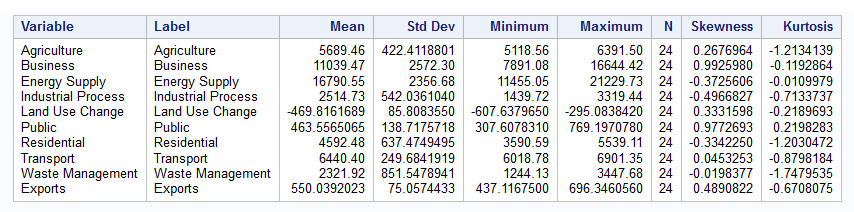 Variable Label Mean Std Dev Minimum Maximum N Skewness Kurtosis
Agriculture Agriculture 5689.46 422.4118801 5118.56 6391.50 24 0.2676964 -1.2134139
Business Business 11039.47 2572.30 7891.08 16644.42 24 0.9925980 -0.1192864
Energy Supply Energy Supply 16790.55 2356.68 11455.05 21229.73 24 -0.3725606 -0.0109979
Industrial Process Industrial Process 2514.73 542.0361040 1439.72 3319.44 24 -0.4966827 -0.7133737
Land Use Change Land Use Change -469.8161689 85.8083550 -607.6379650 -295.0838420 24 0.3331598 -0.2189693
Public Public 463.5565065 138.7175718 307.6078310 769.1970780 24 0.9772693 0.2198283
Residential Residential 4592.48 637.4749495 3590.59 5539.11 24 -0.3342250 -1.2030472
Transport Transport 6440.40 249.6841919 6018.78 6901.35 24 0.0453253 -0.8798184
Waste Management Waste Management 2321.92 851.5478941 1244.13 3447.68 24 -0.0198377 -1.7479535
Exports Exports 550.0392023 75.0574433 437.1167500 696.3460560 24 0.4890822 -0.6708075